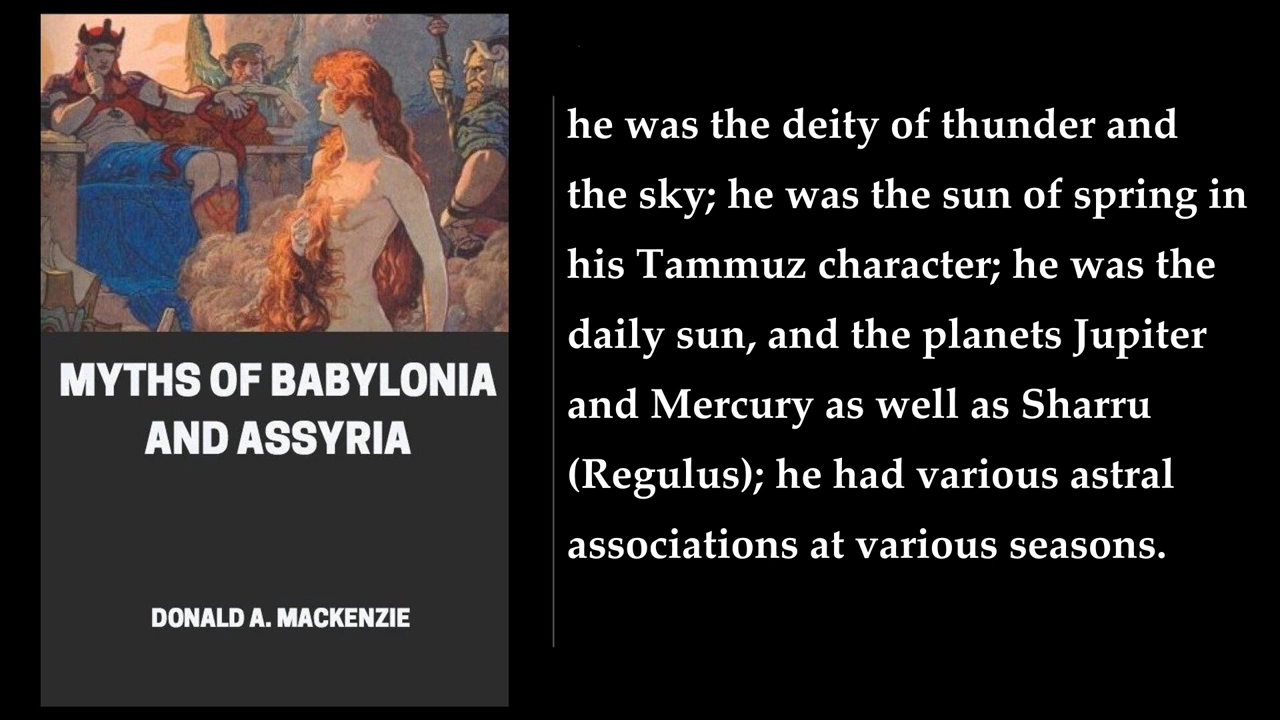 MYTHS OF BABYLONIA
AND ASSYRIA
DONALD A. MACKENZIE
he was the deity of thunder and
the sky; he was the sun of spring in
his Tammuz character; he was the
daily sun, and the planets Jupiter
and Mercury as well as Sharru
(Regulus); he had various astral
associations at various seasons.